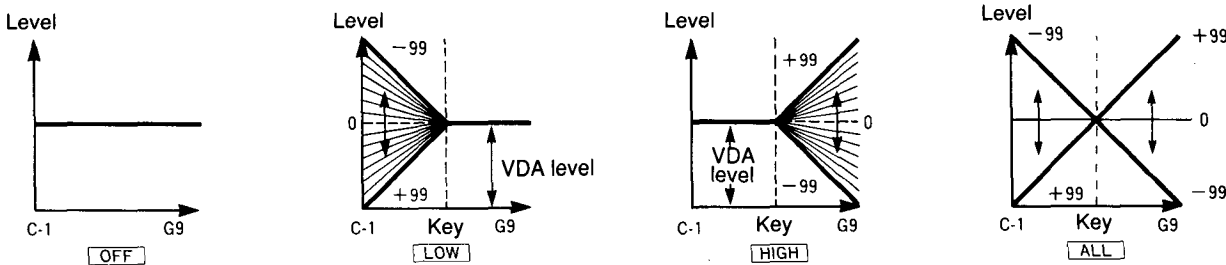 Level
C-1
G9
OFF
Level
-99
0
+99
VDA level
C-1
Key
G9
LOW
Level
+99
0
VDA
level
-99
C-1
Key
G9
HIGH
Level
-99
+99
0
+99
-99
C-1
Key
G9
ALL